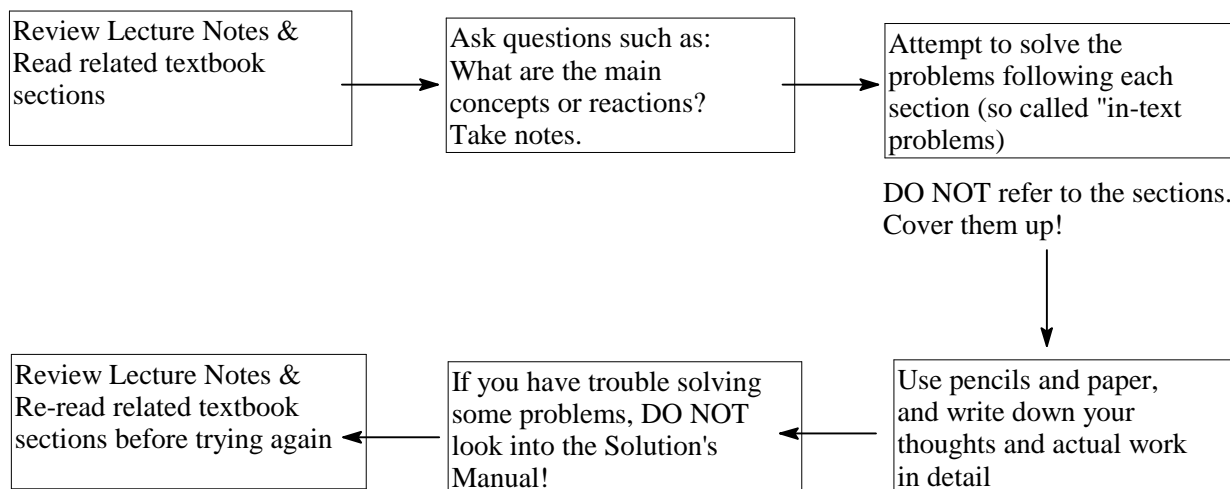 Review Lecture Notes &
Read related textbook
sections
Ask questions such as:
What are the main
concepts or reactions?
Take notes.
Attempt to solve the
problems following each
section (so called "in-text
problems)
DO NOT refer to the sections.
Cover them up!
Use pencils and paper,
and write down your
thoughts and actual work
in detail
If you have trouble solving
some problems, DO NOT
look into the Solution's
Manual!
Review Lecture Notes &
Re-read related textbook
sections before trying again